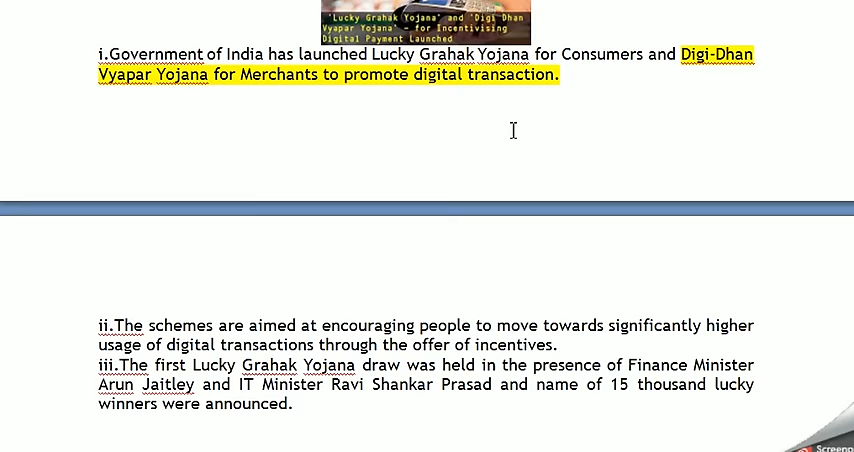 'Lucky Grahak Yojana' and 'Digi Dhan
Vyapar Yojana' - for Incentivising
Digital Payment Launched
i.Government of India has launched Lucky Grahak Yojana for Consumers and Digi-Dhan
Vyapar Yojana for Merchants to promote digital transaction.
ii.The schemes are aimed at encouraging people to move towards significantly higher
usage of digital transactions through the offer of incentives.
iii.The first Lucky Grahak Yojana draw was held in the presence of Finance Minister
Arun Jaitley and IT Minister Ravi Shankar Prasad and name of 15 thousand lucky
winners were announced.